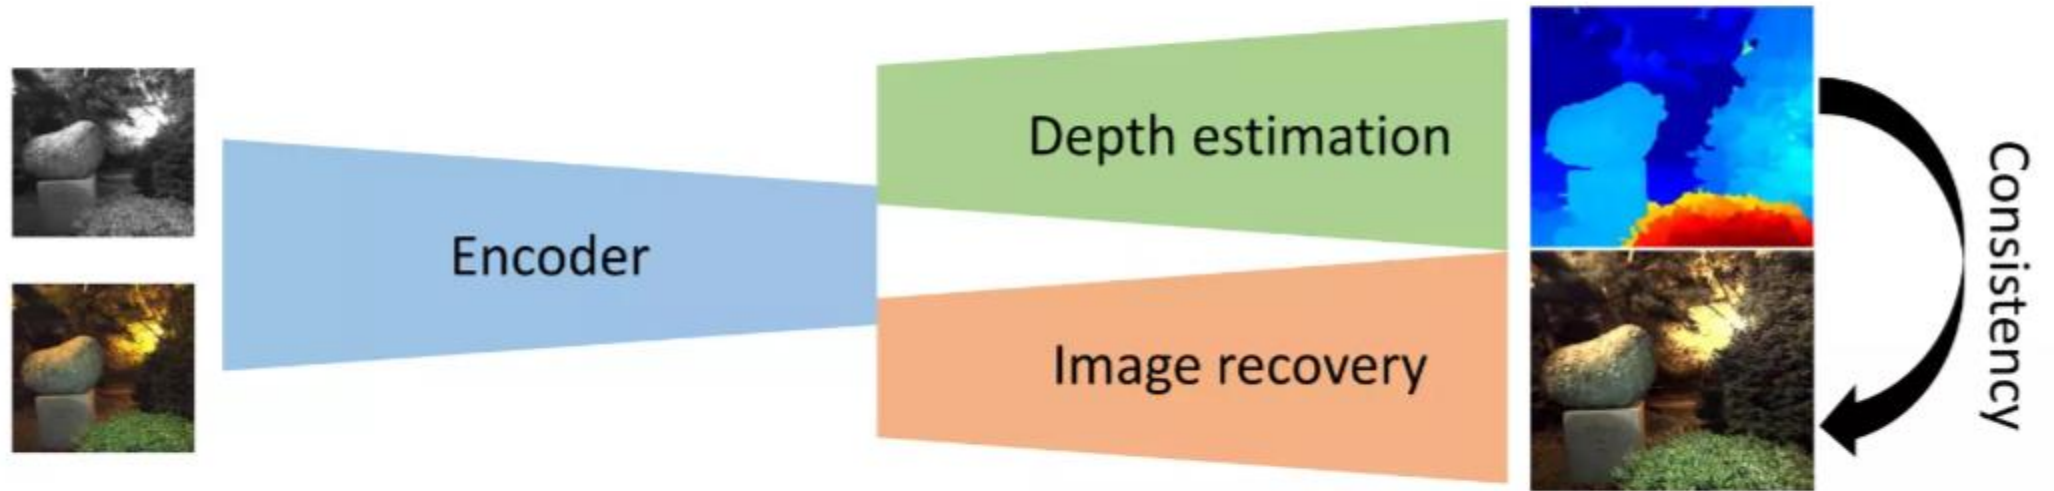 Encoder
Depth estimation
Image recovery
Consistency